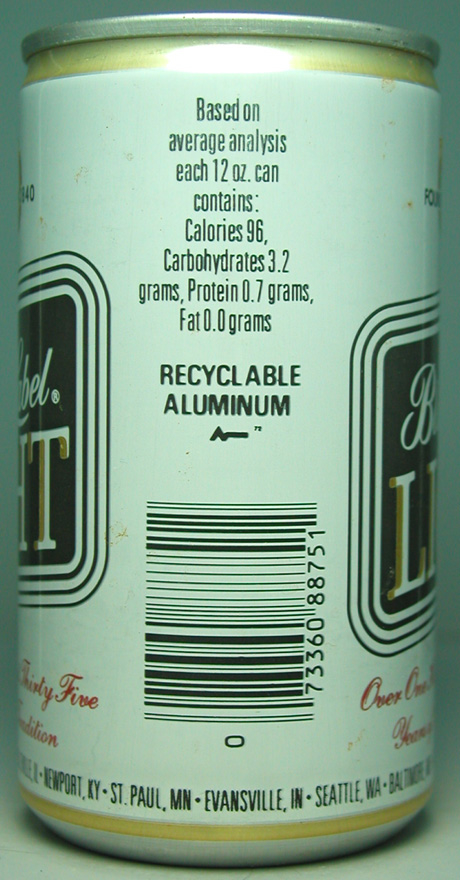 Based on
average analysis
each 12 oz. can
contains:
Calories 96,
Carbohydrates 3.2
grams, Protein 0.7 grams,
Fat 0.0 grams
RECYCLABLE
ALUMINUM
73360 88751
0
Thirty Five
Over One
NEWPORT, KY • ST. PAUL, MN • EVANSVILLE, IN • SEATTLE, WA •